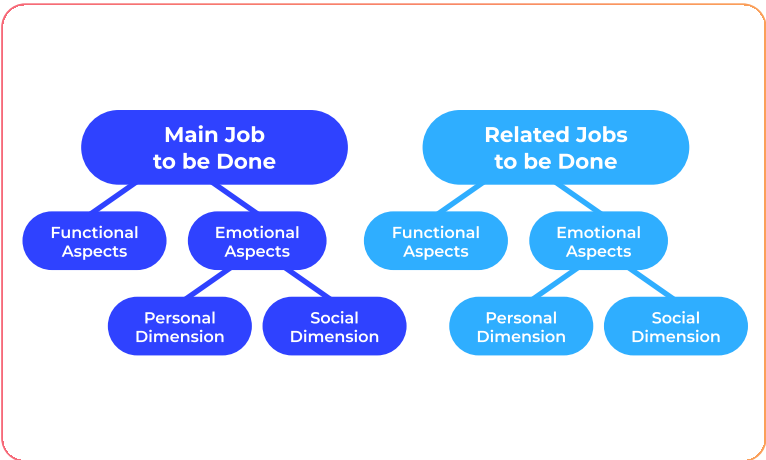 Main Job
to be Done
Related Jobs
to be Done
Functional
Aspects
Emotional
Aspects
Functional
Aspects
Emotional
Aspects
Personal
Dimension
Social
Dimension
Personal
Dimension
Social
Dimension